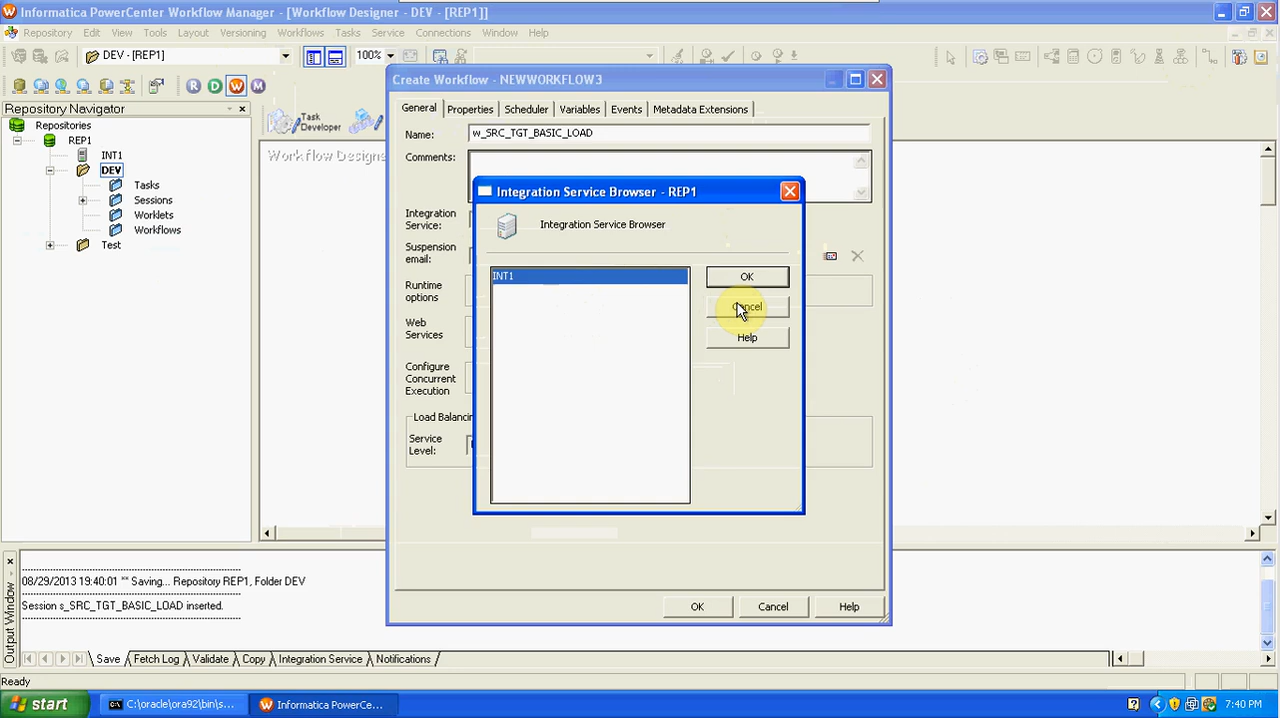 Informatica PowerCenter Workflow Manager - [Workflow Designer - DEV - [REP1]]
Repository Edit View Tools Layout Versioning Workflows Tasks Service Connections Window Help
DEV - [REP1] 100%
R D W M
Repository Navigator
Repositories
REP1
INT1
DEV
Tasks
Sessions
Worklets
Workflows
Test
Task
Developer
Workflow Designer
Create Workflow - NEWWORKFLOW3
General Properties Scheduler Variables Events Metadata Extensions
Name: w_SRC_TGT_BASIC_LOAD
Comments:
Integration
Service:
Suspension
email:
Runtime
options
Web
Services
Configure
Concurrent
Execution
Load Balancin
Service
Level:
OK Cancel Help
Integration Service Browser - REP1
Integration Service Browser
INT1
OK
Cancel
Help
08/29/2013 19:40:01 ** Saving... Repository REP1, Folder DEV
Session s_SRC_TGT_BASIC_LOAD inserted.
Output Window
Save Fetch Log Validate Copy Integration Service Notifications
Ready
start C:\oracle\ora92\bin\s... Informatica PowerCe... 7:40 PM